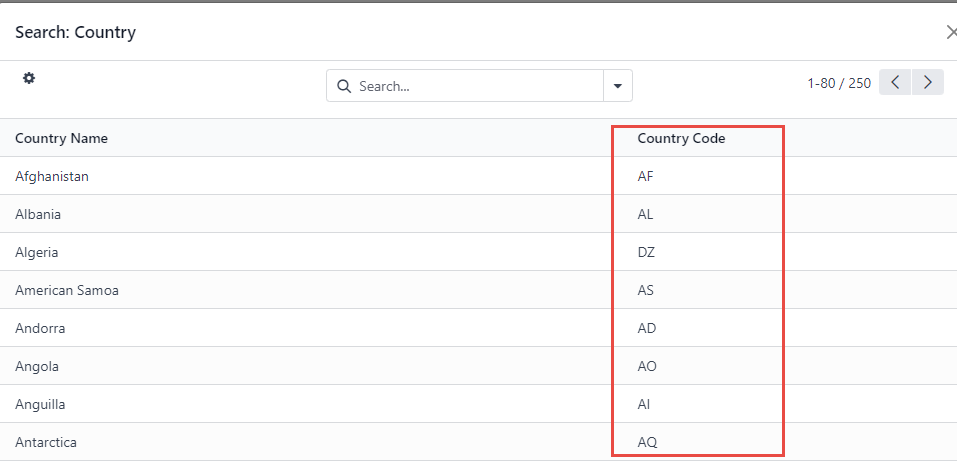 Search: Country
Search...
1-80 / 250
Country Name Country Code
Afghanistan AF
Albania AL
Algeria DZ
American Samoa AS
Andorra AD
Angola AO
Anguilla AI
Antarctica AQ